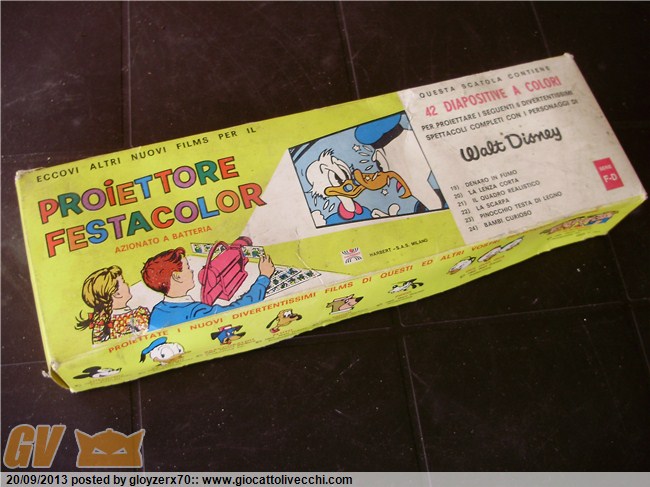 ECCOVI ALTRI NUOVI FILMS PER IL
PROiETTORE
FESTACOLOR
AZIONATO A BATTERIA
QUESTA SCATOLA CONTIENE
42 DIAPOSITIVE A COLORI
PER PROIETTARE I SEGUENTI 6 DIVERTENTISSIMI
SPETTACOLI COMPLETI CON I PERSONAGGI DI
Walt Disney
19) DENARO IN FUMO
20) LA LENZA CORTA
21) IL QUADRO REALISTICO
22) LA SCARPA
23) PINOCCHIO TESTA DI LEGNO
24) BAMBI CURIOSO
F-D
HARBERT - S.A.S. MILANO
PROIETTATE I NUOVI DIVERTENTISSIMI FILMS DI QUESTI ED ALTRI
GV
20/09/2013 posted by gloyzerx70:: www.giocattolivecchi.com